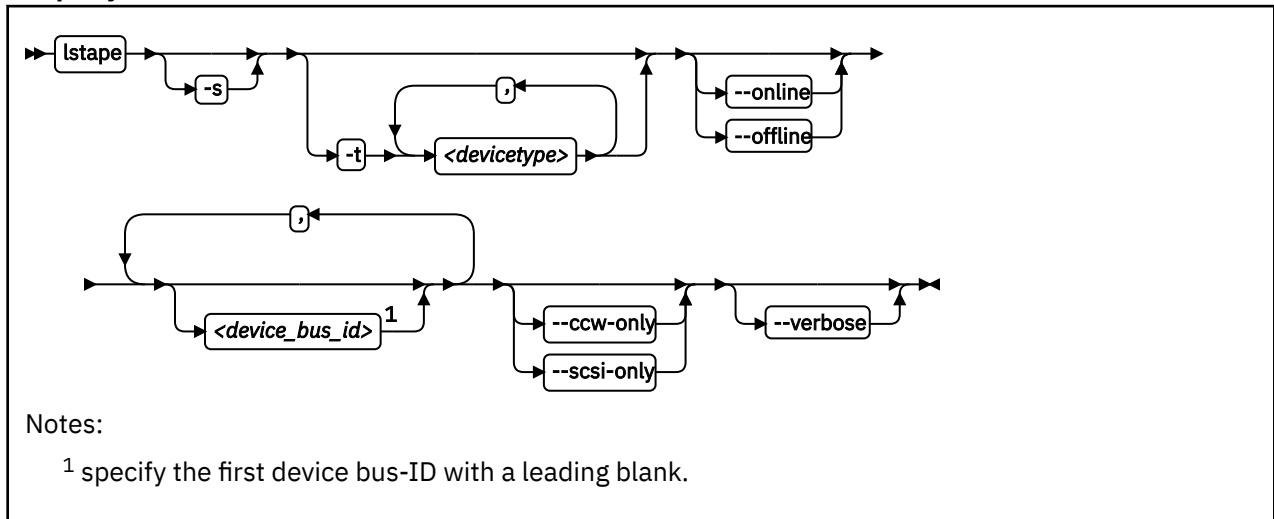 lstape
-s
-t
,
<devicetype>
--online
--offline
,
<device_bus_id> 1
--ccw-only
--scsi-only
--verbose
Notes:
1 specify the first device bus-ID with a leading blank.